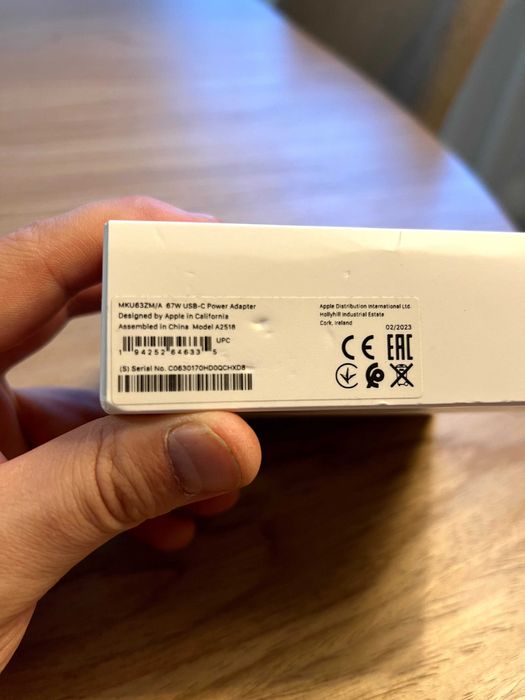 MKU63ZM/A 67W USB-C Power Adapter
Designed by Apple in California
Assembled in China Model A2518
UPC
1 94252 64633 5
(S) Serial No. C0630170HD0QCHXD8
Apple Distribution International Ltd.
Hollyhill Industrial Estate
Cork, Ireland
02/2023
CE EAC